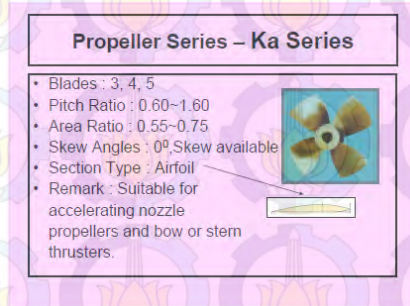 Propeller Series – Ka Series
• Blades : 3, 4, 5
• Pitch Ratio : 0.60~1.60
• Area Ratio : 0.55~0.75
• Skew Angles : 0⁰,Skew available
• Section Type : Airfoil
• Remark : Suitable for
accelerating nozzle
propellers and bow or stern
thrusters.